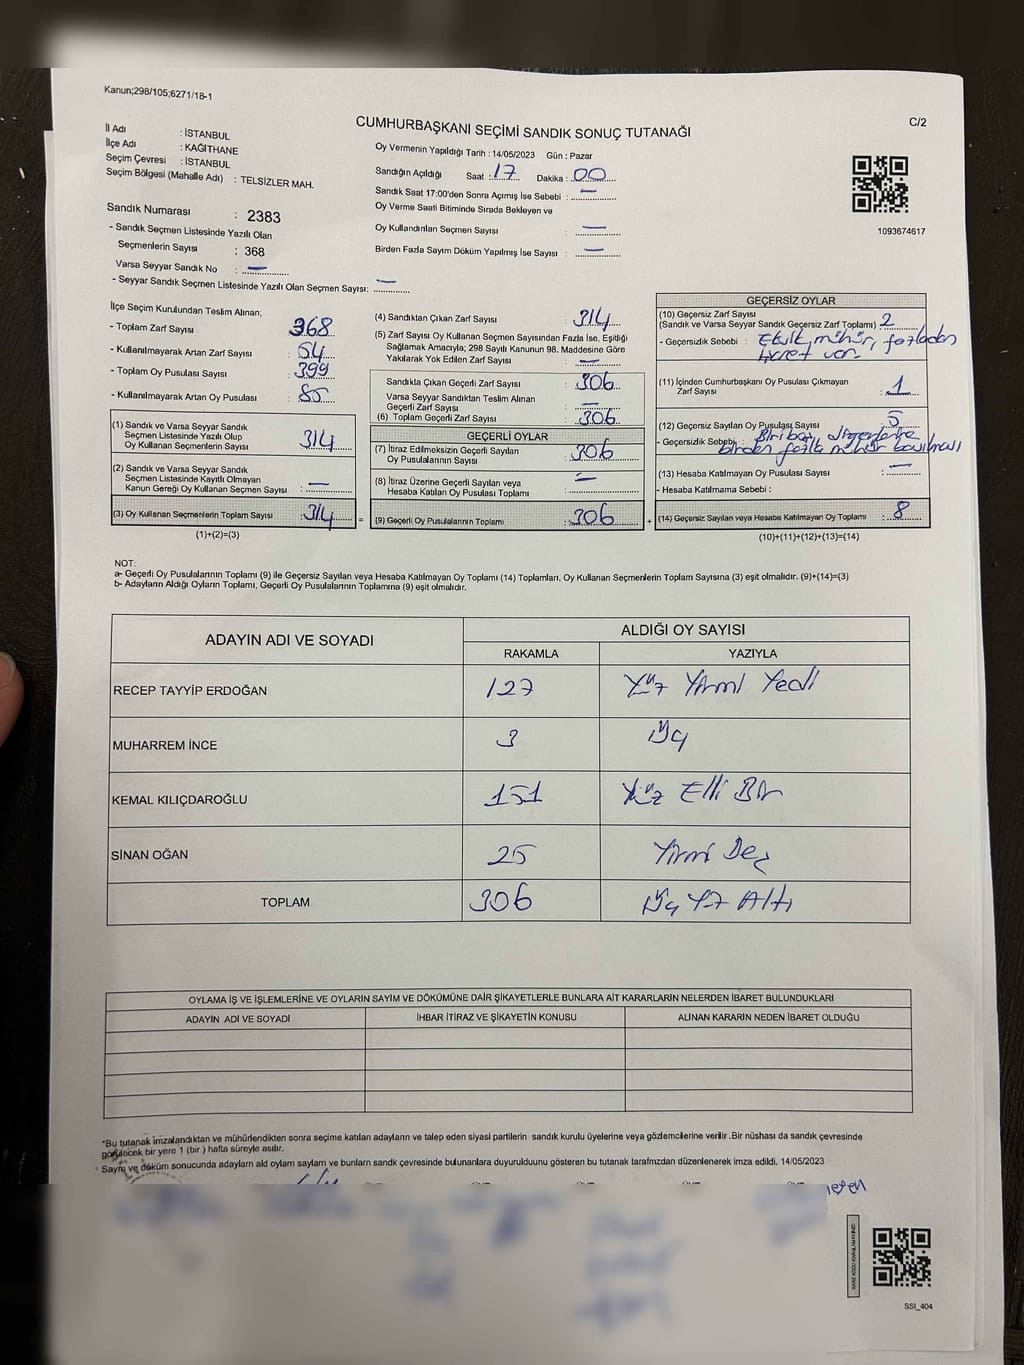 Kanun;298/105;6271/18-1
C/2
CUMHURBAŞKANI SEÇİMİ SANDIK SONUÇ TUTANAĞI
İl Adı : İSTANBUL
İlçe Adı : KAĞITHANE
Seçim Çevresi : İSTANBUL
Seçim Bölgesi (Mahalle Adı) : TELSİZLER MAH.
Sandık Numarası : 2383
- Sandık Seçmen Listesinde Yazılı Olan
Seçmenlerin Sayısı : 368
Varsa Seyyar Sandık No : —
- Seyyar Sandık Seçmen Listesinde Yazılı Olan Seçmen Sayısı: —
Oy Vermenin Yapıldığı Tarih : 14/05/2023 Gün : Pazar
Sandığın Açıldığı Saat : 17 Dakika : 00
Sandık Saat 17:00'den Sonra Açımış İse Sebebi : —
Oy Verme Saati Bitiminde Sırada Bekleyen ve
Oy Kullandırılan Seçmen Sayısı : —
Birden Fazla Sayım Döküm Yapılmış İse Sayısı : —
1093674617
İlçe Seçim Kurulundan Teslim Alınan;
- Toplam Zarf Sayısı : 368
- Kullanılmayarak Artan Zarf Sayısı : 54
- Toplam Oy Pusulası Sayısı : 399
- Kullanılmayarak Artan Oy Pusulası : 85
(1) Sandık ve Varsa Seyyar Sandık
Seçmen Listesinde Yazılı Olup
Oy Kullanan Seçmenlerin Sayısı : 314
(2) Sandık ve Varsa Seyyar Sandık
Seçmen Listesinde Kayıtlı Olmayan
Kanun Gereği Oy Kullanan Seçmen Sayısı : —
(3) Oy Kullanan Seçmenlerin Toplam Sayısı : 314
(1)+(2)=(3)
(4) Sandıktan Çıkan Zarf Sayısı : 314
(5) Zarf Sayısı Oy Kullanan Seçmen Sayısından Fazla İse, Eşitliği
Sağlamak Amacıyla; 298 Sayılı Kanunun 98. Maddesine Göre
Yakılarak Yok Edilen Zarf Sayısı : —
Sandıkta Çıkan Geçerli Zarf Sayısı : 306
Varsa Seyyar Sandıktan Teslim Alınan
Geçerli Zarf Sayısı : —
(6) Toplam Geçerli Zarf Sayısı : 306
GEÇERLİ OYLAR
(7) İtiraz Edilmeksizin Geçerli Sayılan
Oy Pusulalarının Sayısı : 306
(8) İtiraz Üzerine Geçerli Sayılan veya
Hesaba Katılan Oy Pusulası Toplamı : —
(9) Geçerli Oy Pusulalarının Toplamı : 306
GEÇERSİZ OYLAR
(10) Geçersiz Zarf Sayısı
(Sandık ve Varsa Seyyar Sandık Geçersiz Zarf Toplamı) 2
- Geçersizlik Sebebi : Eksik mühür, fazladan
işaret var
(11) İçinden Cumhurbaşkanı Oy Pusulası Çıkmayan
Zarf Sayısı : 1
(12) Geçersiz Sayılan Oy Pusulası Sayısı 5
- Geçersizlik Sebebi : Biri boş, diğerlerine
birden fazla mühür basılması
(13) Hesaba Katılmayan Oy Pusulası Sayısı : —
- Hesaba Katılmama Sebebi :
(14) Geçersiz Sayılan veya Hesaba Katılmayan Oy Toplamı : 8
(10)+(11)+(12)+(13)=(14)
NOT:
a- Geçerli Oy Pusulalarının Toplamı (9) ile Geçersiz Sayılan veya Hesaba Katılmayan Oy Toplamı (14) Toplamları, Oy Kullanan Seçmenlerin Toplam Sayısına (3) eşit olmalıdır. (9)+(14)=(3)
b- Adayların Aldığı Oyların Toplamı, Geçerli Oy Pusulalarının Toplamına (9) eşit olmalıdır.
ADAYIN ADI VE SOYADI
ALDIĞI OY SAYISI
RAKAMLA YAZIYLA
RECEP TAYYİP ERDOĞAN 127 Yüz Yirmi Yedi
MUHARREM İNCE 3 Üç
KEMAL KILIÇDAROĞLU 151 Yüz Elli Bir
SİNAN OĞAN 25 Yirmi Beş
TOPLAM 306 Üç Yüz Altı
OYLAMA İŞ VE İŞLEMLERİNE VE OYLARIN SAYIM VE DÖKÜMÜNE DAİR ŞİKAYETLERLE BUNLARA AİT KARARLARIN NELERDEN İBARET BULUNDUKLARI
ADAYIN ADI VE SOYADI İHBAR İTİRAZ VE ŞİKAYETİN KONUSU ALINAN KARARIN NEDEN İBARET OLDUĞU
*Bu tutanak imzalandıktan ve mühürlendikten sonra seçime katılan adayların ve talep eden siyasi partilerin sandık kurulu üyelerine veya gözlemcilerine verilir .Bir nüshası da sandık çevresinde
görülecek bir yere 1 (bir ) hafta süreyle asılır.
Sayım ve döküm sonucunda adayların ald oyların sayların ve bunların sandk çevresinde bulunanlara duyurulduunu gösteren bu tutanak tarafmzdan düzenlenerek imza edildi. 14/05/2023
SSI_404